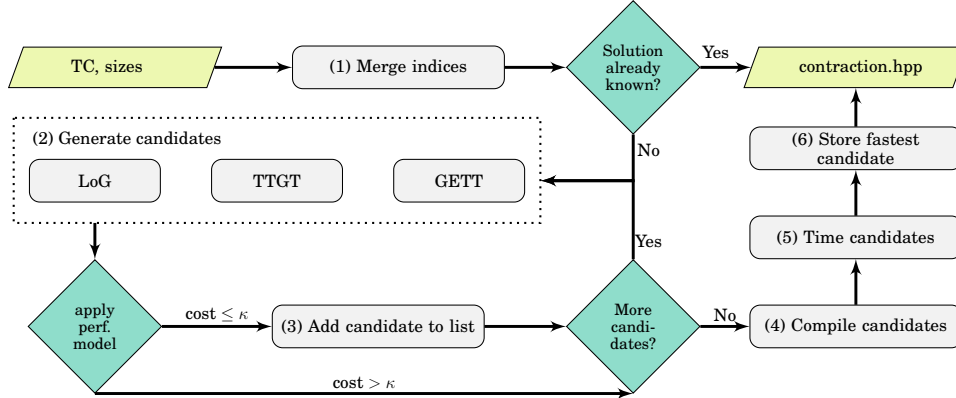 TC, sizes
(1) Merge indices
Solution
already
known?
Yes
contraction.hpp
(2) Generate candidates
LoG
TTGT
GETT
No
(6) Store fastest
candidate
(5) Time candidates
Yes
apply
perf.
model
cost ≤ κ
(3) Add candidate to list
More
candi-
dates?
No
(4) Compile candidates
cost > κ